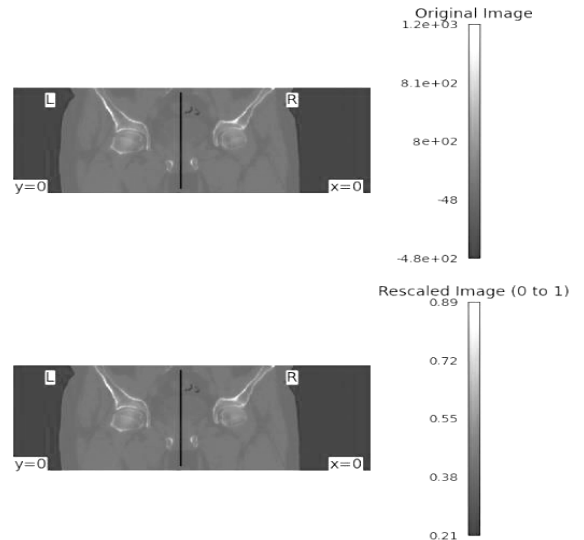 Original Image
1.2e+03
L
R
8.1e+02
8e+02
y=0
x=0
-48
-4.8e+02
Rescaled Image (0 to 1)
0.89
L
R
0.72
0.55
y=0
x=0
0.38
0.21